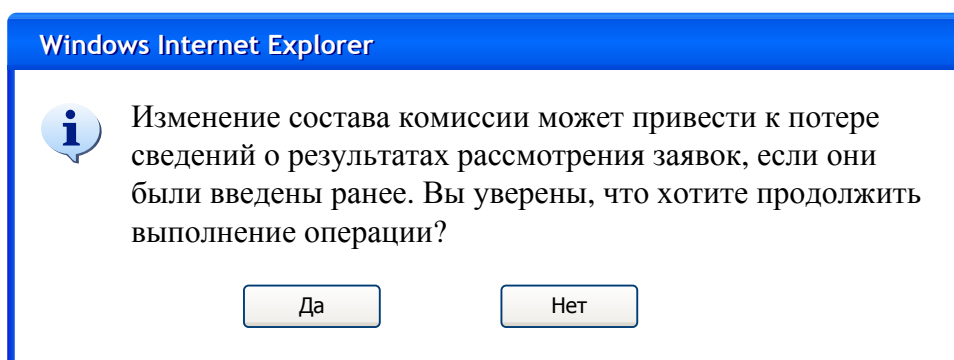 Windows Internet Explorer
Изменение состава комиссии может привести к потере
сведений о результатах рассмотрения заявок, если они
были введены ранее. Вы уверены, что хотите продолжить
выполнение операции?
Да Нет